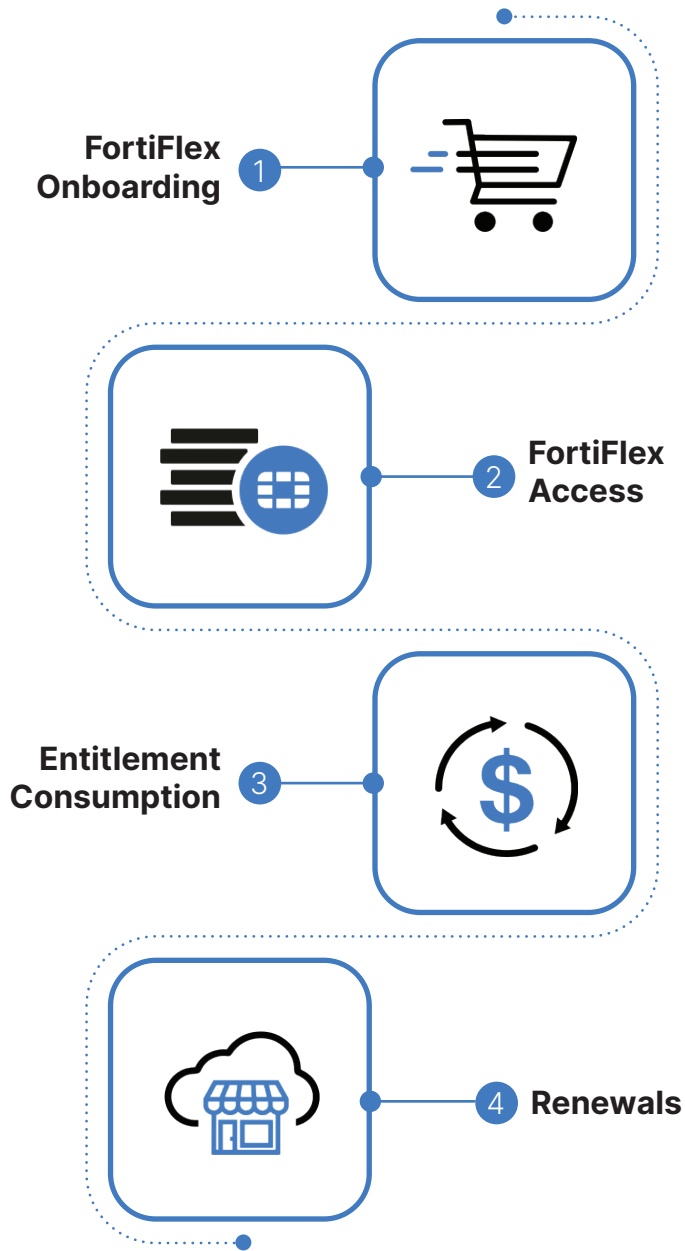 FortiFlex
Onboarding
1
2
FortiFlex
Access
Entitlement
Consumption
3
$
4
Renewals